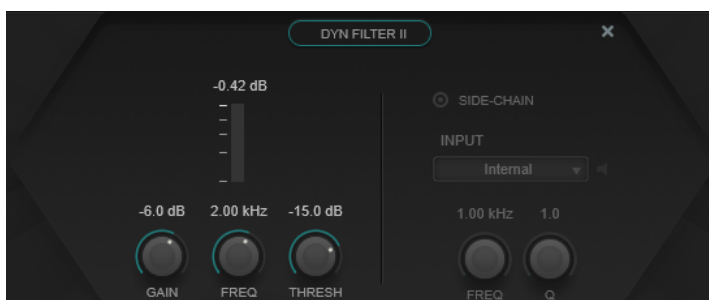 DYN FILTER II
-0.42 dB
SIDE-CHAIN
INPUT
Internal
-6.0 dB 2.00 kHz -15.0 dB
1.00 kHz 1.0
GAIN FREQ THRESH
FREQ Q